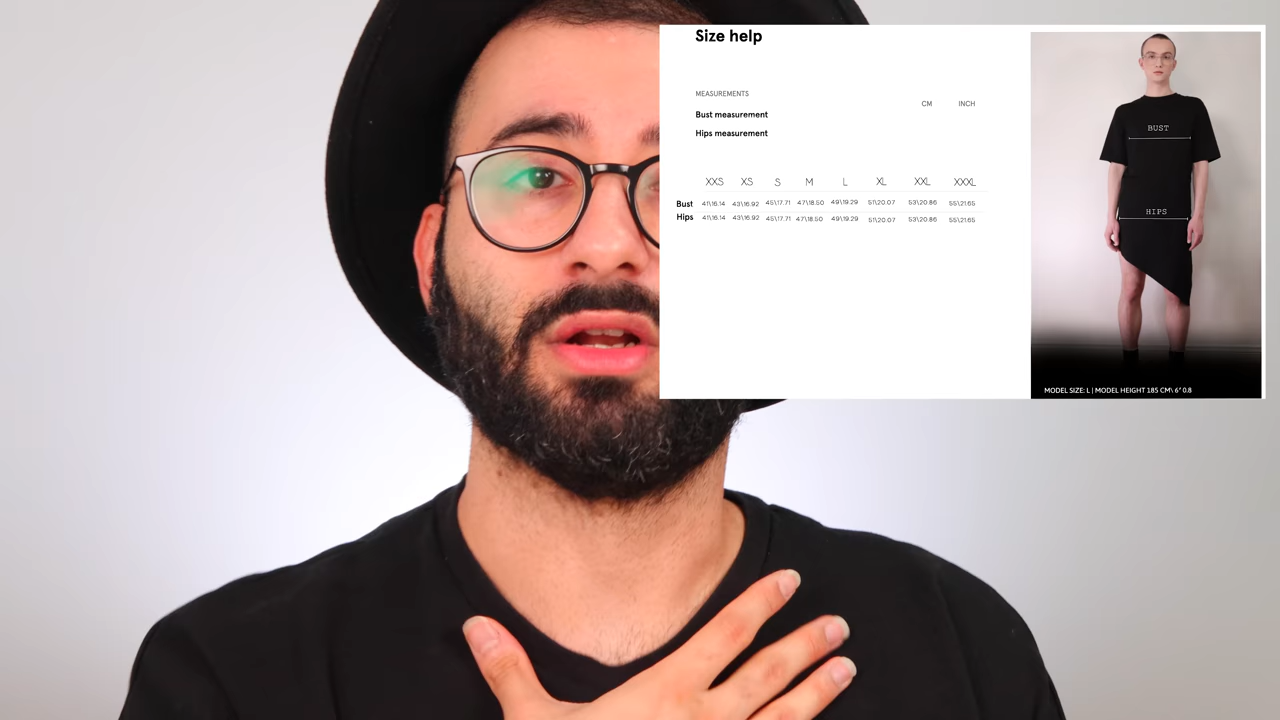 Size help
MEASUREMENTS
CM INCH
Bust measurement
Hips measurement
XXS XS S M L XL XXL XXXL
Bust 41\16.14 43\16.92 45\17.71 47\18.50 49\19.29 51\20.07 53\20.86 55\21.65
Hips 41\16.14 43\16.92 45\17.71 47\18.50 49\19.29 51\20.07 53\20.86 55\21.65
BUST
HIPS
MODEL SIZE: L | MODEL HEIGHT 185 CM\ 6" 0.8